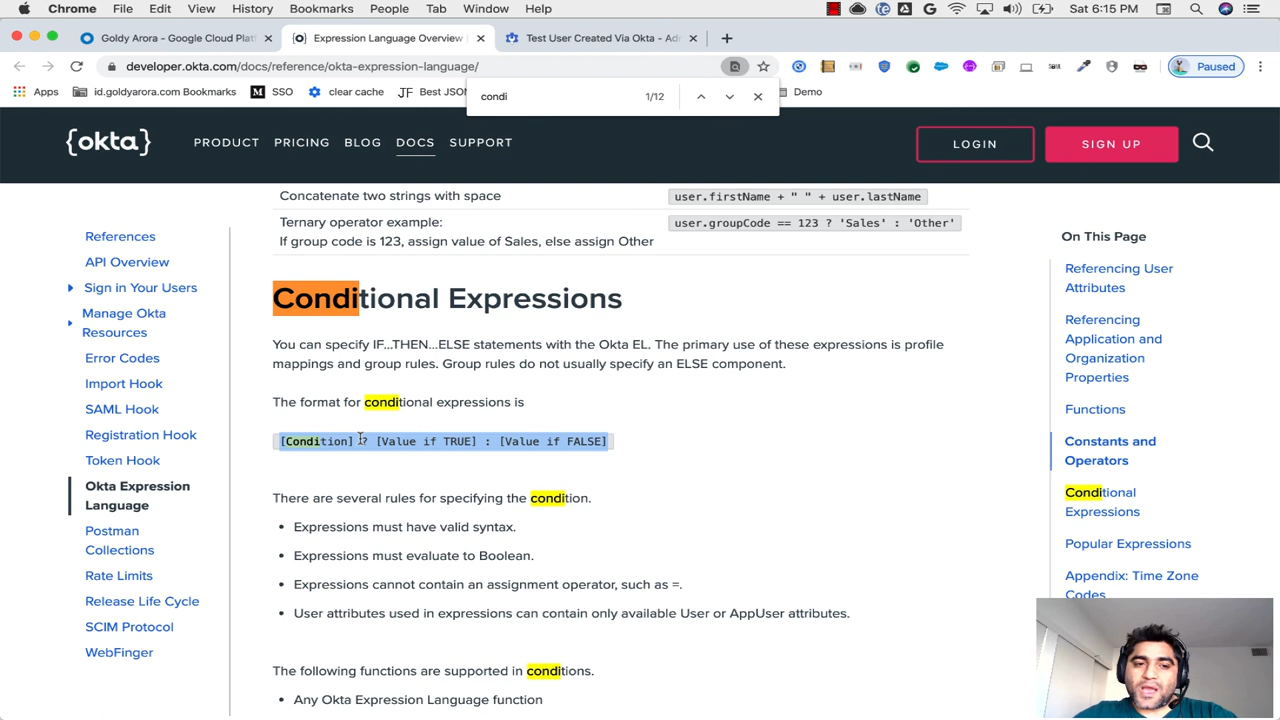 Chrome File Edit View History Bookmarks People Tab Window Help Sat 6:15 PM
Goldy Arora - Google Cloud Platf
Expression Language Overview
Test User Created Via Okta - Ad
developer.okta.com/docs/reference/okta-expression-language/
Paused
Apps id.goldyarora.com Bookmarks SSO clear cache Best JSO Demo
condi 1/12
{okta} PRODUCT PRICING BLOG DOCS SUPPORT LOGIN SIGN UP
References
API Overview
Sign in Your Users
Manage Okta
Resources
Error Codes
Import Hook
SAML Hook
Registration Hook
Token Hook
Okta Expression
Language
Postman
Collections
Rate Limits
Release Life Cycle
SCIM Protocol
WebFinger
Concatenate two strings with space user.firstName + " " + user.lastName
Ternary operator example: user.groupCode == 123 ? 'Sales' : 'Other'
If group code is 123, assign value of Sales, else assign Other
Conditional Expressions
You can specify IF...THEN...ELSE statements with the Okta EL. The primary use of these expressions is profile
mappings and group rules. Group rules do not usually specify an ELSE component.
The format for conditional expressions is
[Condition] ? [Value if TRUE] : [Value if FALSE]
There are several rules for specifying the condition.
• Expressions must have valid syntax.
• Expressions must evaluate to Boolean.
• Expressions cannot contain an assignment operator, such as =.
• User attributes used in expressions can contain only available User or AppUser attributes.
The following functions are supported in conditions.
• Any Okta Expression Language function
On This Page
Referencing User
Attributes
Referencing
Application and
Organization
Properties
Functions
Constants and
Operators
Conditional
Expressions
Popular Expressions
Appendix: Time Zone
Codes